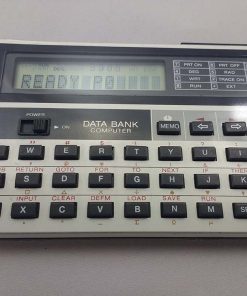 PRT ON PRT OFF
DEG RAD
WRT TRACE ON
RUN EXT
READY P0
POWER
ON
DATA BANK
COMPUTER
MEMO
W E R T Y U I
RETURN GOTO FOR TO NEXT IF THEN
S D F G H J K
INPUT CLEAR DEFM LOAD SAVE RUN
X C V B N M